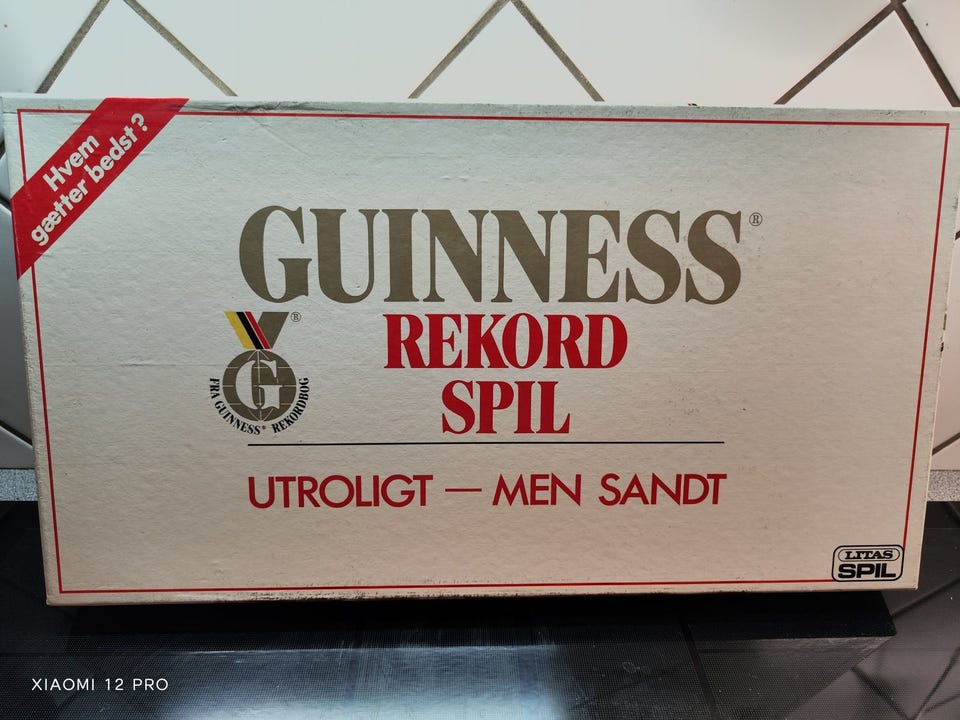 Hvem
gætter bedst?
GUINNESS®
REKORD
SPIL
®
G
FRA GUINNESS® REKORDBOG
UTROLIGT — MEN SANDT
LITAS
SPIL
XIAOMI 12 PRO